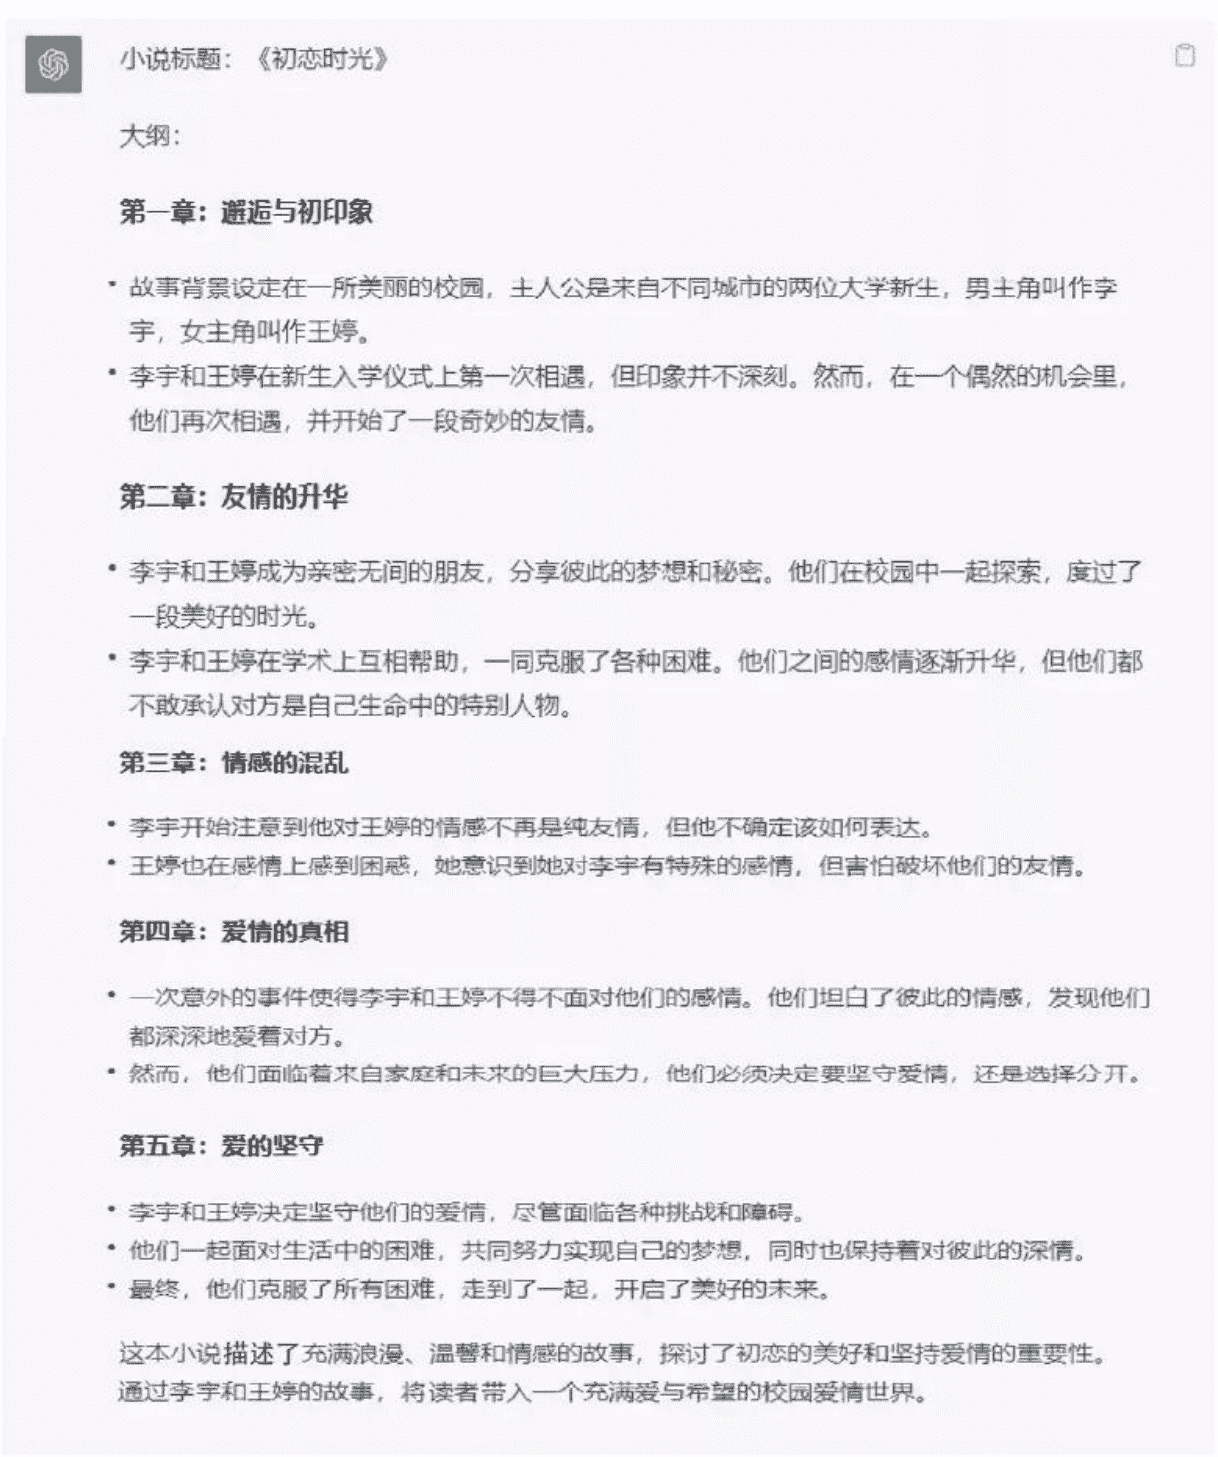 小说标题：《初恋时光》
大纲：
第一章：邂逅与初印象
• 故事背景设定在一所美丽的校园，主人公是来自不同城市的两位大学新生，男主角叫作李
宇，女主角叫作王婷。
• 李宇和王婷在新生入学仪式上第一次相遇，但印象并不深刻。然而，在一个偶然的机会里，
他们再次相遇，并开始了一段奇妙的友情。
第二章：友情的升华
• 李宇和王婷成为亲密无间的朋友，分享彼此的梦想和秘密。他们在校园中一起探索，度过了
一段美好的时光。
• 李宇和王婷在学术上互相帮助，一同克服了各种困难。他们之间的感情逐渐升华，但他们都
不敢承认对方是自己生命中的特别人物。
第三章：情感的混乱
• 李宇开始注意到他对王婷的情感不再是纯友情，但他不确定该如何表达。
• 王婷也在感情上感到困惑，她意识到她对李宇有特殊的感情，但害怕破坏他们的友情。
第四章：爱情的真相
• 一次意外的事件使得李宇和王婷不得不面对他们的感情。他们坦白了彼此的情感，发现他们
都深深地爱着对方。
• 然而，他们面临着来自家庭和未来的巨大压力，他们必须决定要坚守爱情，还是选择分开。
第五章：爱的坚守
• 李宇和王婷决定坚守他们的爱情，尽管面临各种挑战和障碍。
• 他们一起面对生活中的困难，共同努力实现自己的梦想，同时也保持着对彼此的深情。
• 最终，他们克服了所有困难，走到了一起，开启了美好的未来。
这本小说描述了充满浪漫、温馨和情感的故事，探讨了初恋的美好和坚持爱情的重要性。
通过李宇和王婷的故事，将读者带入一个充满爱与希望的校园爱情世界。